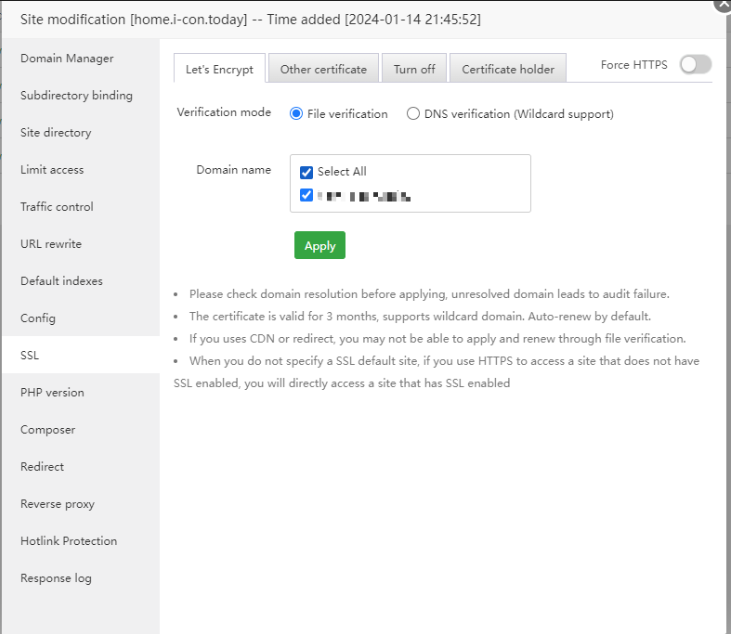 Site modification [home.i-con.today] -- Time added [2024-01-14 21:45:52]
Domain Manager
Subdirectory binding
Site directory
Limit access
Traffic control
URL rewrite
Default indexes
Config
SSL
PHP version
Composer
Redirect
Reverse proxy
Hotlink Protection
Response log
Let's Encrypt
Other certificate
Turn off
Certificate holder
Force HTTPS
Verification mode
File verification
DNS verification (Wildcard support)
Domain name
Select All
Apply
Please check domain resolution before applying, unresolved domain leads to audit failure.
The certificate is valid for 3 months, supports wildcard domain. Auto-renew by default.
If you uses CDN or redirect, you may not be able to apply and renew through file verification.
When you do not specify a SSL default site, if you use HTTPS to access a site that does not have
SSL enabled, you will directly access a site that has SSL enabled